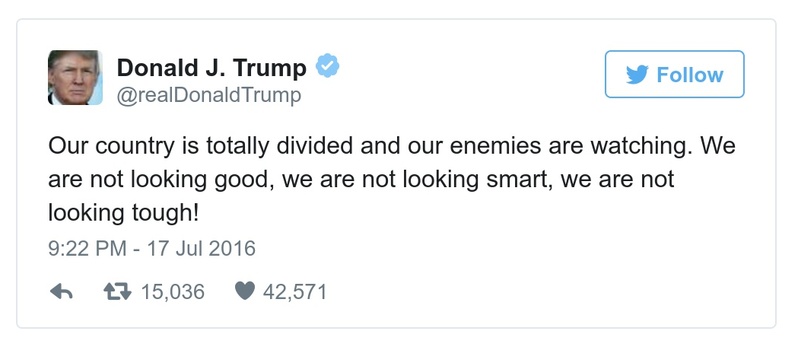 Donald J. Trump
@realDonaldTrump
Follow
Our country is totally divided and our enemies are watching. We
are not looking good, we are not looking smart, we are not
looking tough!
9:22 PM - 17 Jul 2016
15,036 42,571